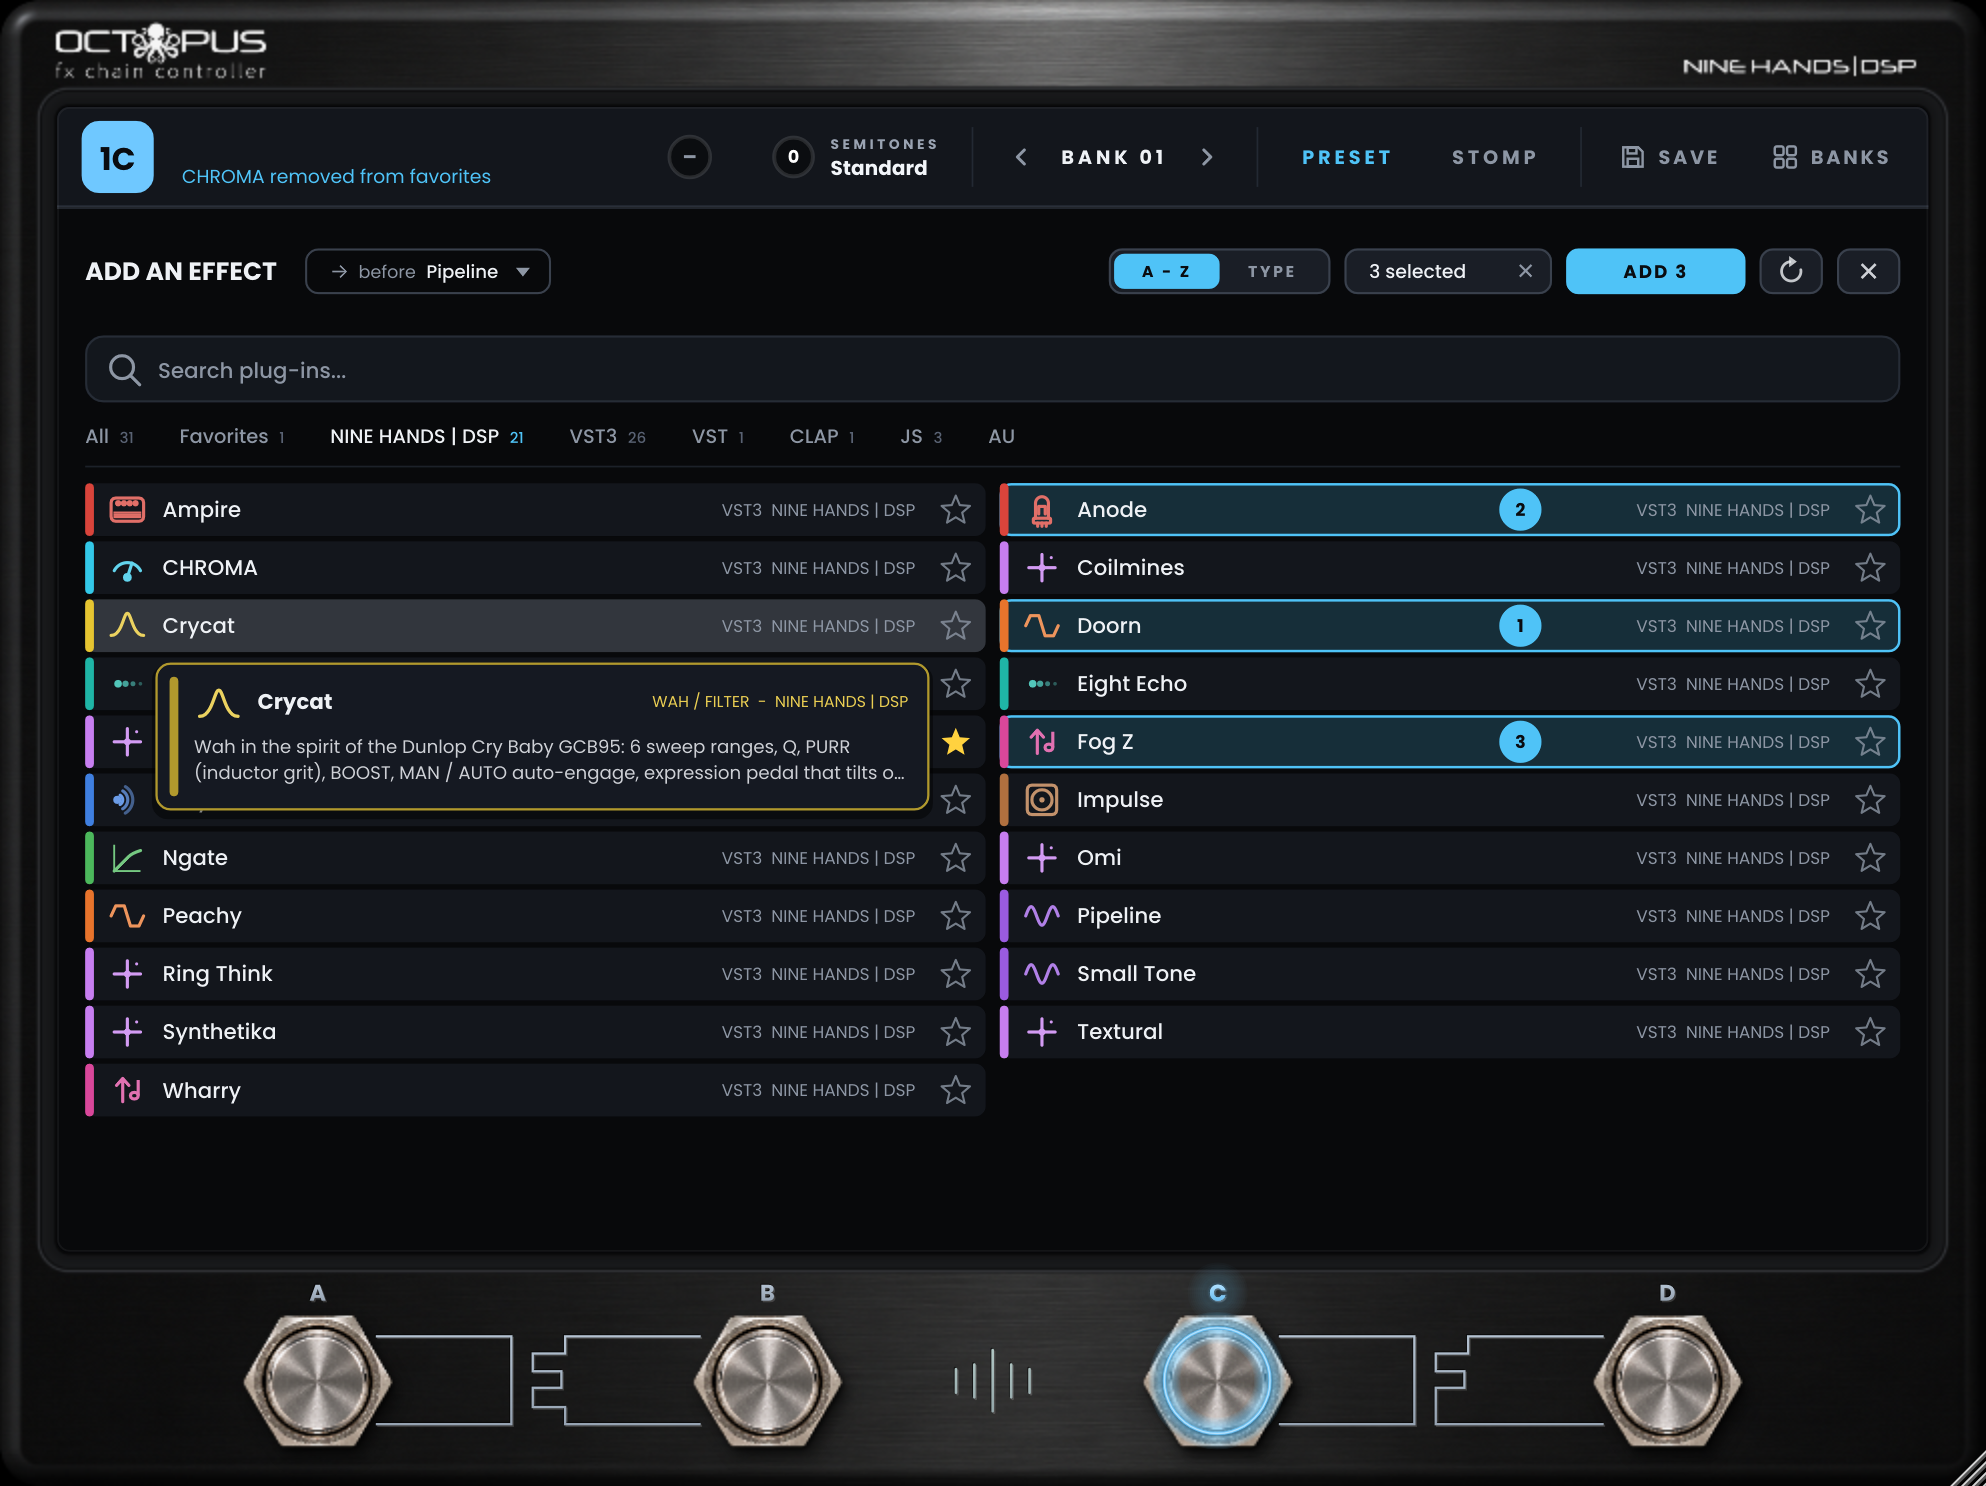 OCTOPUS
fx chain controller
NINE HANDS|DSP
1C
CHROMA removed from favorites
−
0
SEMITONES
Standard
BANK 01
PRESET
STOMP
SAVE
BANKS
ADD AN EFFECT
→ before Pipeline
A - Z
TYPE
3 selected
ADD 3
Search plug-ins...
All 31
Favorites 1
NINE HANDS | DSP 21
VST3 26
VST 1
CLAP 1
JS 3
AU
Ampire VST3 NINE HANDS | DSP
Anode 2 VST3 NINE HANDS | DSP
CHROMA VST3 NINE HANDS | DSP
Coilmines VST3 NINE HANDS | DSP
Crycat VST3 NINE HANDS | DSP
Doorn 1 VST3 NINE HANDS | DSP
Crycat
WAH / FILTER - NINE HANDS | DSP
Wah in the spirit of the Dunlop Cry Baby GCB95: 6 sweep ranges, Q, PURR
(inductor grit), BOOST, MAN / AUTO auto-engage, expression pedal that tilts o...
Eight Echo VST3 NINE HANDS | DSP
Fog Z 3 VST3 NINE HANDS | DSP
Impulse VST3 NINE HANDS | DSP
Ngate VST3 NINE HANDS | DSP
Omi VST3 NINE HANDS | DSP
Peachy VST3 NINE HANDS | DSP
Pipeline VST3 NINE HANDS | DSP
Ring Think VST3 NINE HANDS | DSP
Small Tone VST3 NINE HANDS | DSP
Synthetika VST3 NINE HANDS | DSP
Textural VST3 NINE HANDS | DSP
Wharry VST3 NINE HANDS | DSP
A
B
C
D